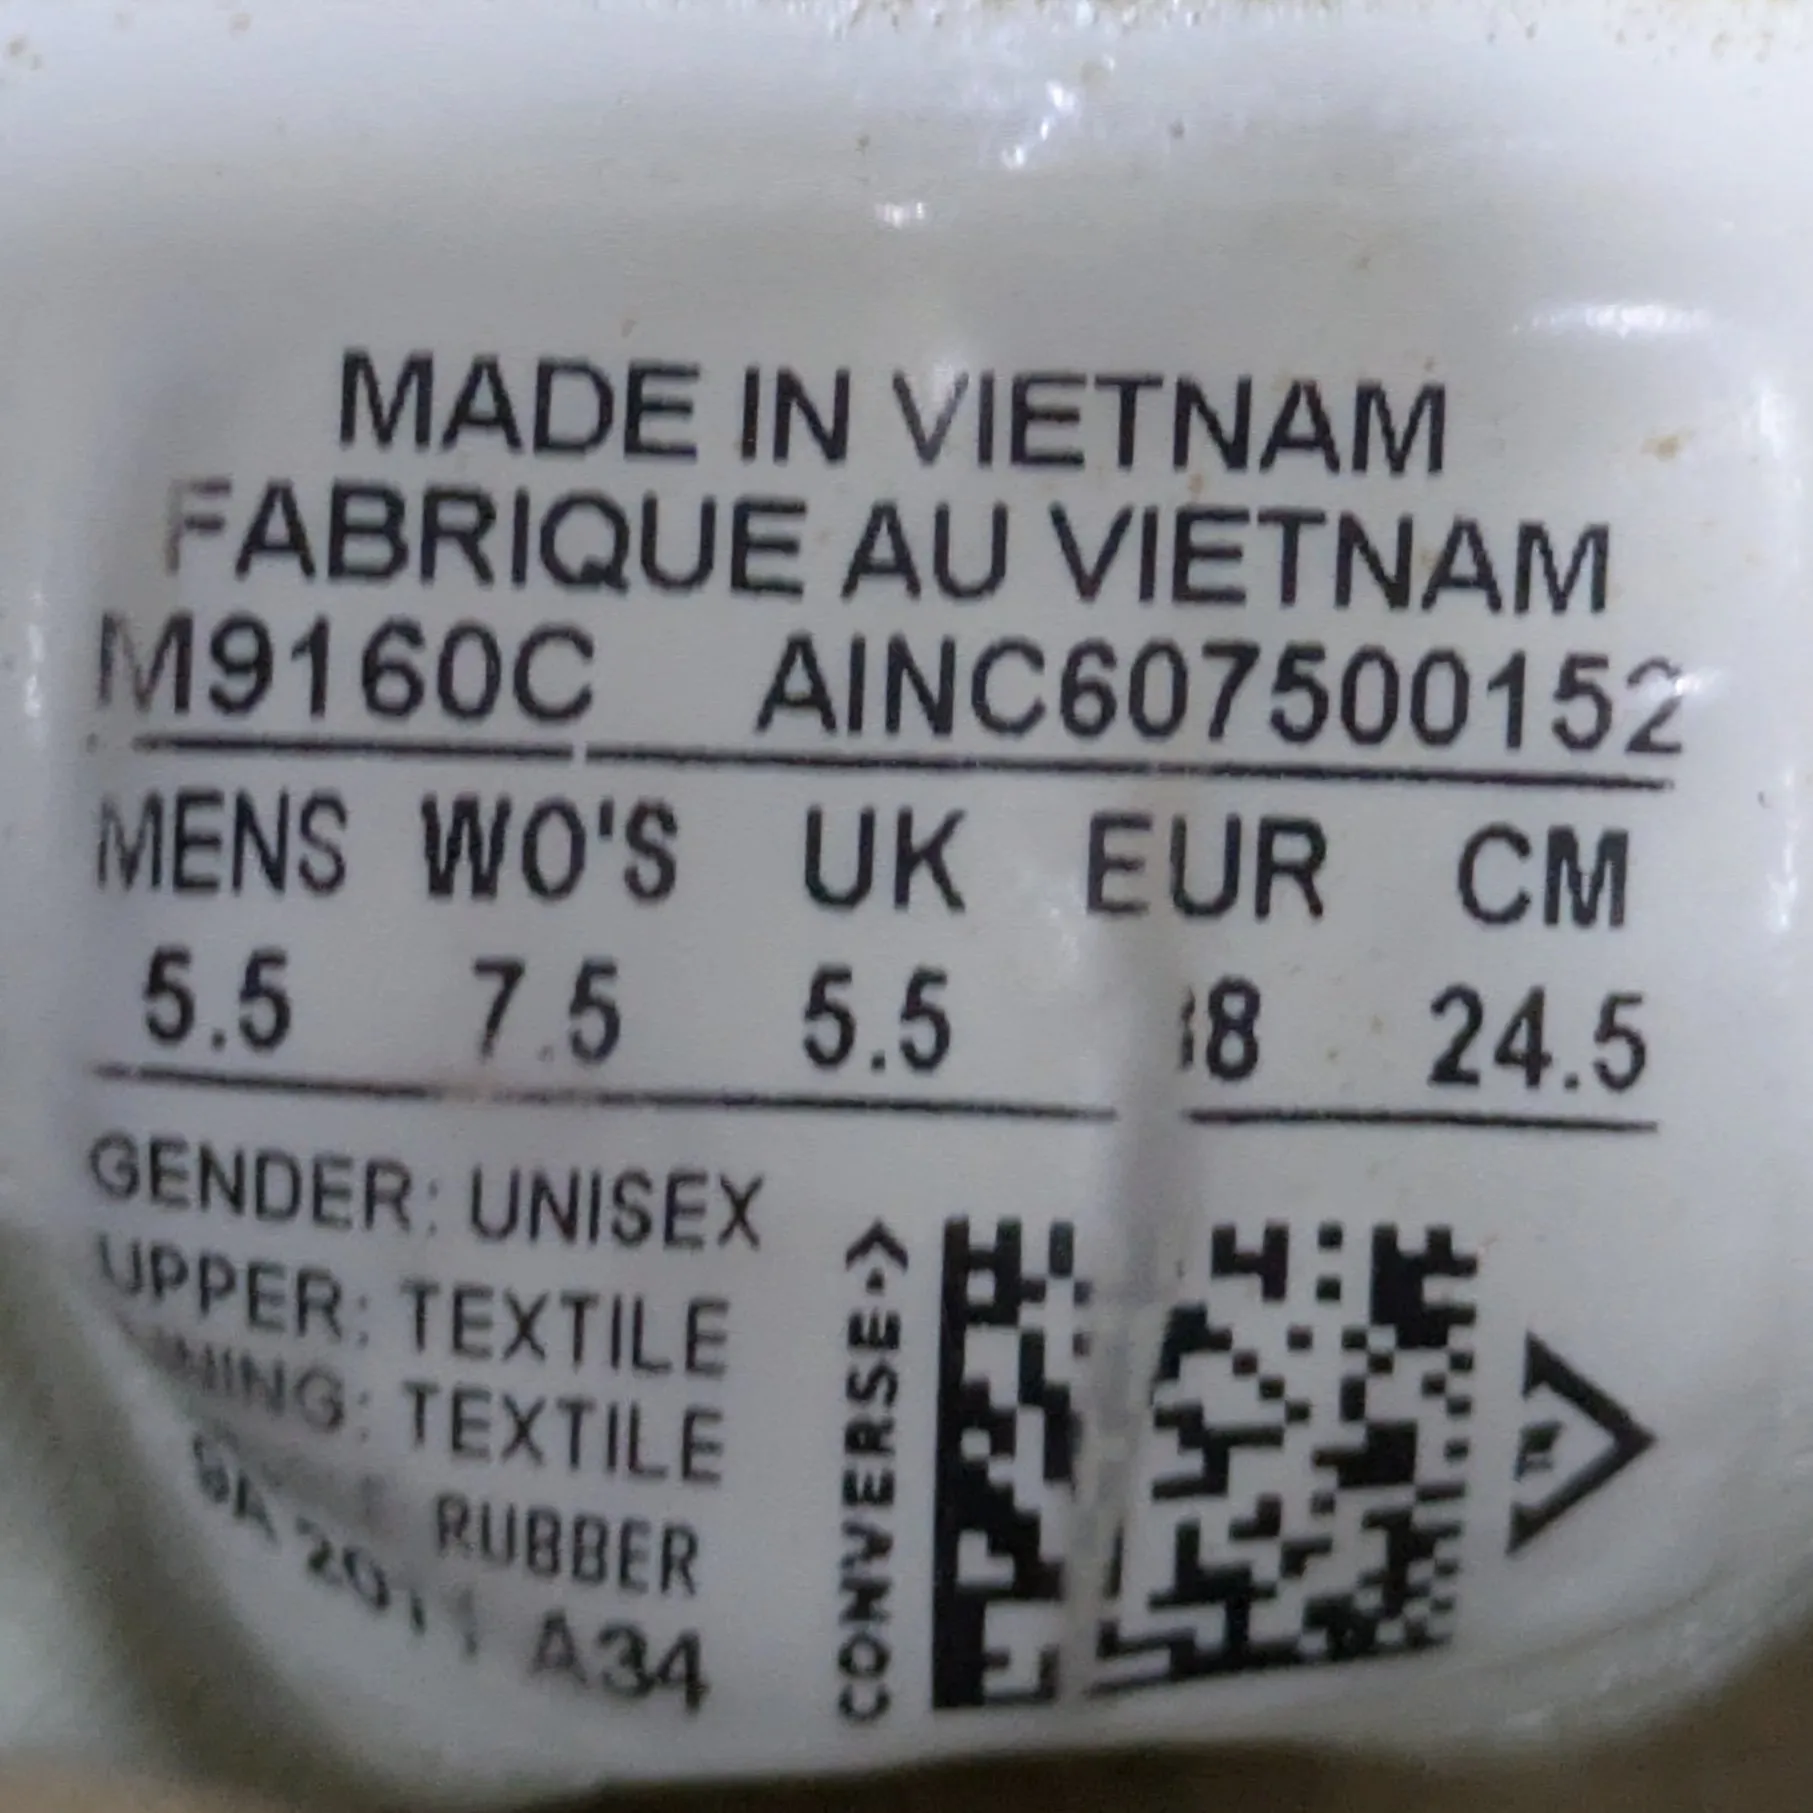 MADE IN VIETNAM
FABRIQUE AU VIETNAM
M9160C AINC607500152
MENS WO'S UK EUR CM
5.5 7.5 5.5 8 24.5
GENDER: UNISEX
UPPER: TEXTILE
TEXTILE
RUBBER
A34
CONVERSE